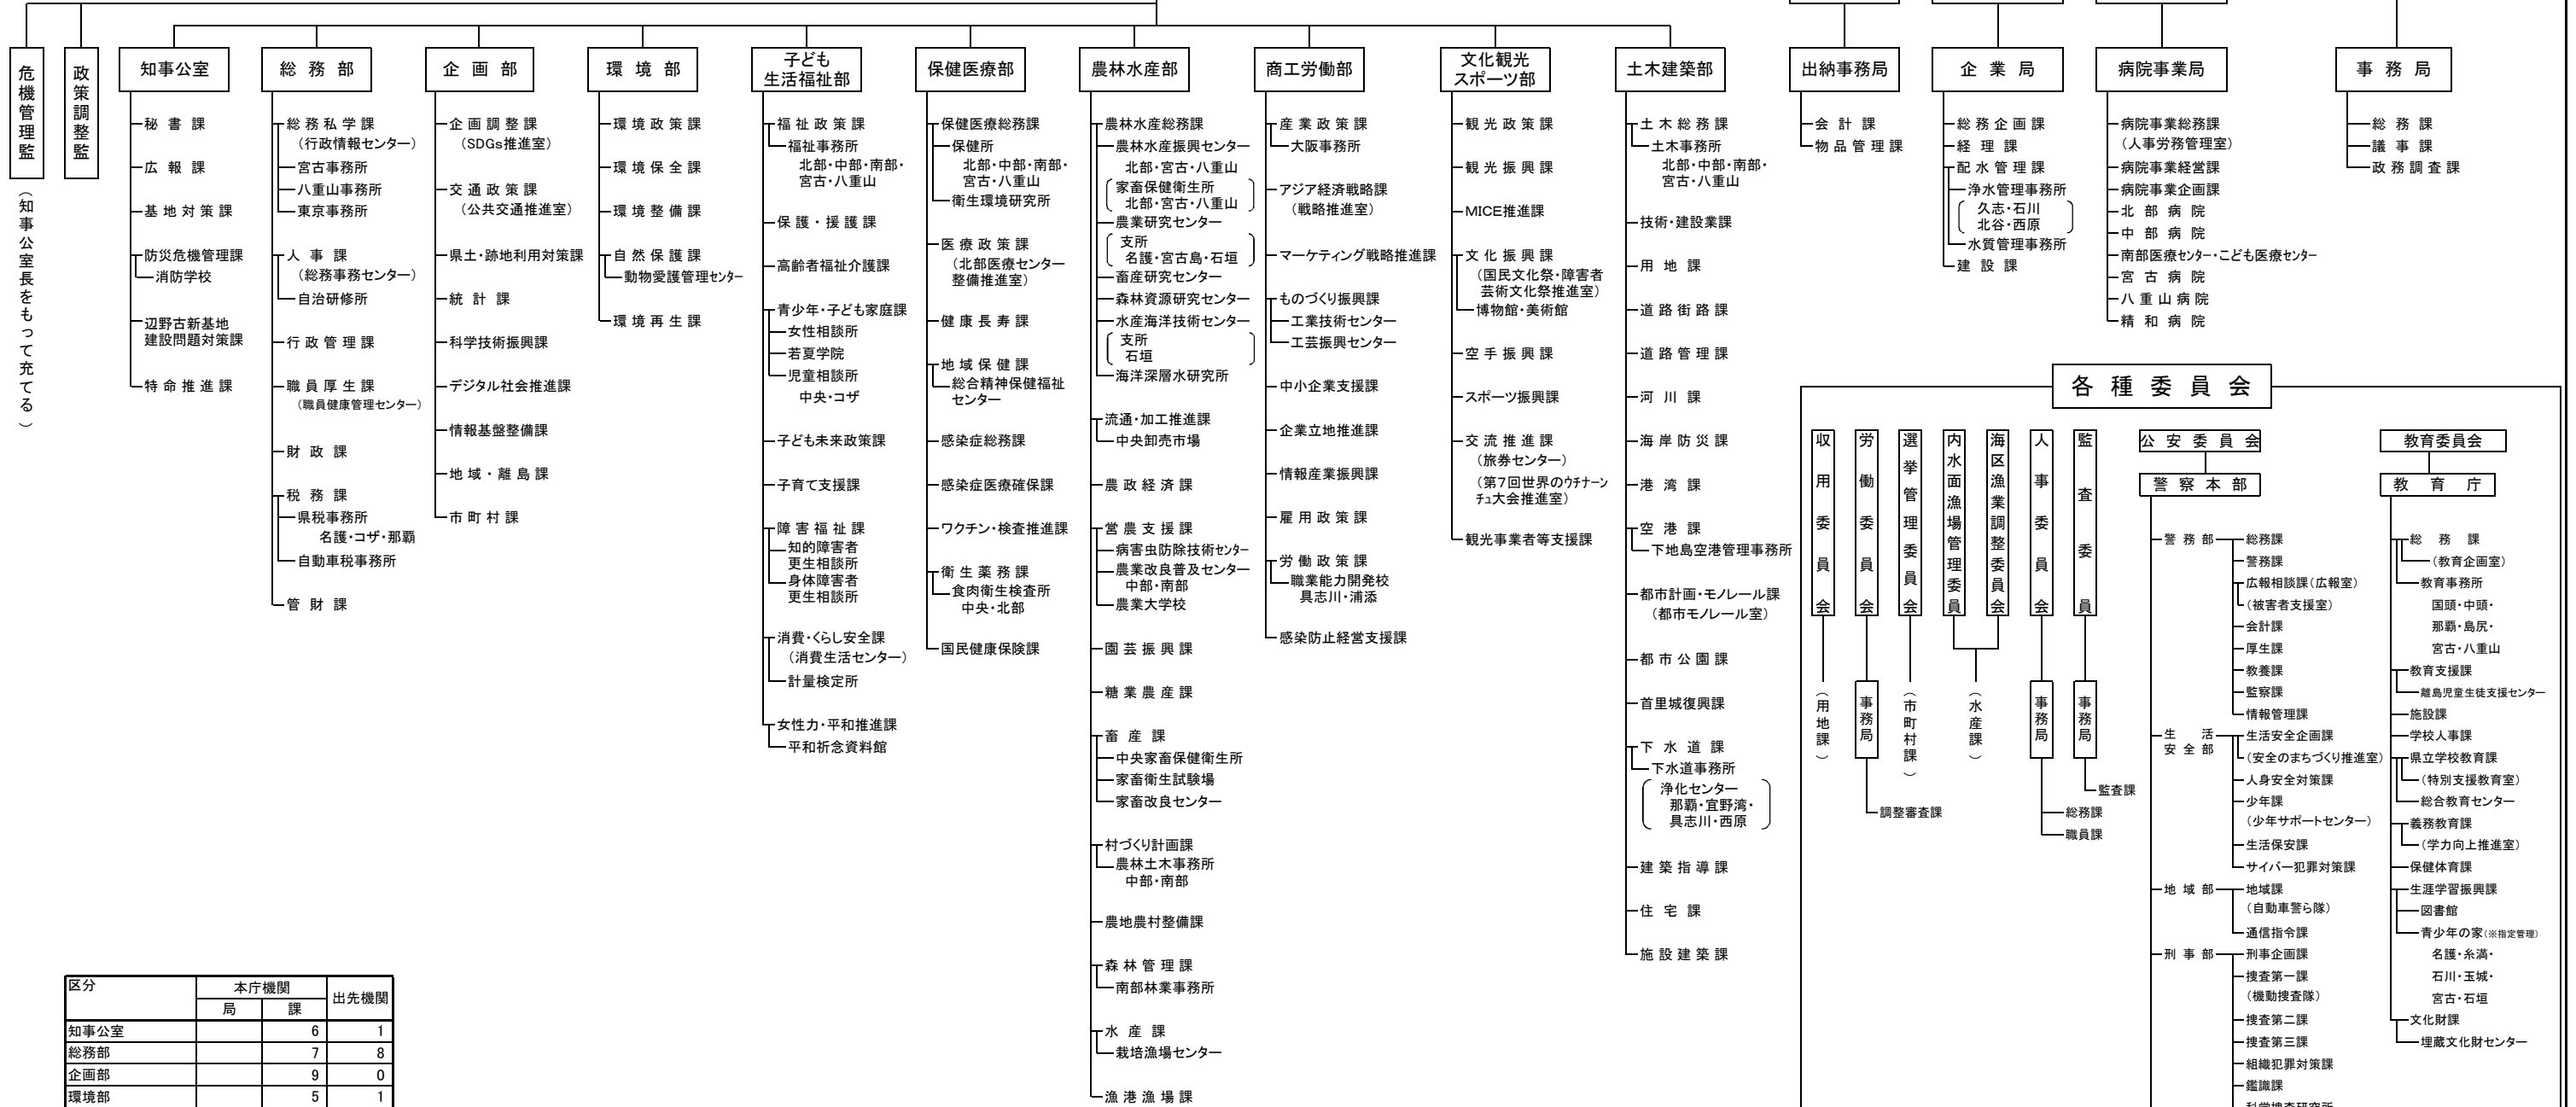 危機管理監
（知事公室長をもって充てる）
政策調整監
知事公室
秘書課
広報課
基地対策課
防災危機管理課
消防学校
辺野古新基地
建設問題対策課
特命推進課
総務部
総務私学課
（行政情報センター）
宮古事務所
八重山事務所
東京事務所
人事課
（総務事務センター）
自治研修所
行政管理課
職員厚生課
（職員健康管理センター）
財政課
税務課
県税事務所
名護・コザ・那覇
自動車税事務所
管財課
企画部
企画調整課
（SDGs推進室）
交通政策課
（公共交通推進室）
県土・跡地利用対策課
統計課
科学技術振興課
デジタル社会推進課
情報基盤整備課
地域・離島課
市町村課
環境部
環境政策課
環境保全課
環境整備課
自然保護課
動物愛護管理センター
環境再生課
子ども
生活福祉部
福祉政策課
福祉事務所
北部・中部・南部・
宮古・八重山
保護・援護課
高齢者福祉介護課
青少年・子ども家庭課
女性相談所
若夏学院
児童相談所
中央・コザ
子ども未来政策課
子育て支援課
障害福祉課
知的障害者
更生相談所
身体障害者
更生相談所
消費・くらし安全課
（消費生活センター）
計量検定所
女性力・平和推進課
平和祈念資料館
保健医療部
保健医療総務課
保健所
北部・中部・南部・
宮古・八重山
衛生環境研究所
医療政策課
（北部医療センター
整備推進室）
健康長寿課
地域保健課
総合精神保健福祉
センター
感染症総務課
感染症医療確保課
ワクチン・検査推進課
衛生薬務課
食肉衛生検査所
中央・北部
国民健康保険課
農林水産部
農林水産総務課
農林水産振興センター
北部・宮古・八重山
家畜保健衛生所
北部・宮古・八重山
農業研究センター
支所
名護・宮古島・石垣
畜産研究センター
森林資源研究センター
水産海洋技術センター
支所
石垣
海洋深層水研究所
流通・加工推進課
中央卸売市場
農政経済課
営農支援課
病害虫防除技術センター
農業改良普及センター
中部・南部
農業大学校
園芸振興課
糖業農産課
畜産課
中央家畜保健衛生所
家畜衛生試験場
家畜改良センター
村づくり計画課
農林土木事務所
中部・南部
農地農村整備課
森林管理課
南部林業事務所
水産課
栽培漁場センター
漁港漁場課
商工労働部
産業政策課
大阪事務所
アジア経済戦略課
（戦略推進室）
マーケティング戦略推進課
ものづくり振興課
工業技術センター
工芸振興センター
中小企業支援課
企業立地推進課
情報産業振興課
雇用政策課
労働政策課
職業能力開発校
具志川・浦添
感染防止経営支援課
文化観光
スポーツ部
観光政策課
観光振興課
MICE推進課
文化振興課
（国民文化祭・障害者
芸術文化祭推進室）
博物館・美術館
空手振興課
スポーツ振興課
交流推進課
（旅券センター）
（第7回世界のウチナーン
チュ大会推進室）
観光事業者等支援課
土木建築部
土木総務課
土木事務所
北部・中部・南部・
宮古・八重山
技術・建設業課
用地課
道路街路課
道路管理課
河川課
海岸防災課
港湾課
空港課
下地島空港管理事務所
都市計画・モノレール課
（都市モノレール室）
都市公園課
首里城復興課
下水道課
下水道事務所
浄化センター
那覇・宜野湾・
具志川・西原
建築指導課
住宅課
施設建築課
出納事務局
会計課
物品管理課
企業局
総務企画課
経理課
配水管理課
浄水管理事務所
久志・石川
北谷・西原
水質管理事務所
建設課
病院事業局
病院事業総務課
（人事労務管理室）
病院事業経営課
病院事業企画課
北部病院
中部病院
南部医療センター・こども医療センター
宮古病院
八重山病院
精和病院
事務局
総務課
議事課
政務調査課
各種委員会
収用委員会
（用地課）
労働委員会
事務局
調整審査課
選挙管理委員会
（市町村課）
内水面漁場管理委員
海区漁業調整委員会
（水産課）
人事委員会
事務局
総務課
職員課
監査委員
事務局
監査課
公安委員会
警察本部
警務部
総務課
警務課
広報相談課（広報室）
（被害者支援室）
会計課
厚生課
教養課
監察課
情報管理課
生活
安全部
生活安全企画課
（安全のまちづくり推進室）
人身安全対策課
少年課
（少年サポートセンター）
生活保安課
サイバー犯罪対策課
地域部
地域課
（自動車警ら隊）
通信指令課
刑事部
刑事企画課
捜査第一課
（機動捜査隊）
捜査第二課
捜査第三課
組織犯罪対策課
鑑識課
教育委員会
教育庁
総務課
（教育企画室）
教育事務所
国頭・中頭・
那覇・島尻・
宮古・八重山
教育支援課
離島児童生徒支援センター
施設課
学校人事課
県立学校教育課
（特別支援教育室）
総合教育センター
義務教育課
（学力向上推進室）
保健体育課
生涯学習振興課
図書館
青少年の家（※指定管理）
名護・糸満・
石川・玉城・
宮古・石垣
文化財課
埋蔵文化財センター
区分 本庁機関 出先機関
局 課
知事公室 6 1
総務部 7 8
企画部 9 0
環境部 5 1